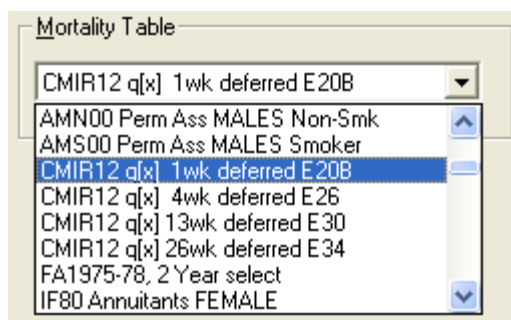 Mortality Table
CMIR12 q[x] 1wk deferred E20B
AMN00 Perm Ass MALES Non-Smk
AMS00 Perm Ass MALES Smoker
CMIR12 q[x] 1wk deferred E20B
CMIR12 q[x] 4wk deferred E26
CMIR12 q[x] 13wk deferred E30
CMIR12 q[x] 26wk deferred E34
FA1975-78, 2 Year select
IF80 Annuitants FEMALE